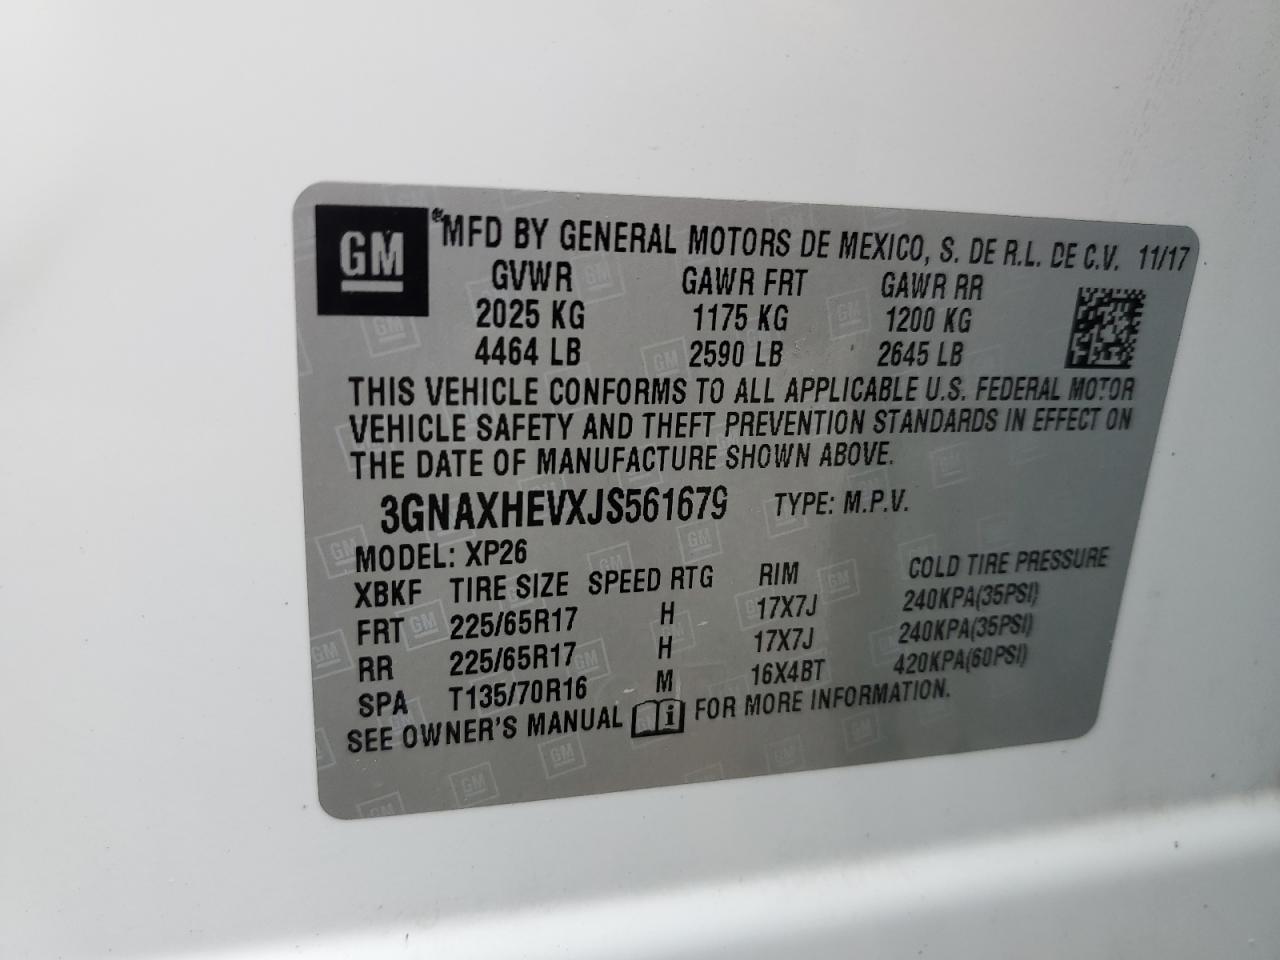 GM
MFD BY GENERAL MOTORS DE MEXICO, S. DE R.L. DE C.V. 11/17
GVWR GAWR FRT GAWR RR
2025 KG 1175 KG 1200 KG
4464 LB 2590 LB 2645 LB
THIS VEHICLE CONFORMS TO ALL APPLICABLE U.S. FEDERAL MOTOR
VEHICLE SAFETY AND THEFT PREVENTION STANDARDS IN EFFECT ON
THE DATE OF MANUFACTURE SHOWN ABOVE.
3GNAXHEVXJS561679 TYPE: M.P.V.
MODEL: XP26
XBKF TIRE SIZE SPEED RTG RIM COLD TIRE PRESSURE
FRT 225/65R17 H 17X7J 240KPA(35PSI)
RR 225/65R17 H 17X7J 240KPA(35PSI)
SPA T135/70R16 M 16X4BT 420KPA(60PSI)
SEE OWNER'S MANUAL i FOR MORE INFORMATION.